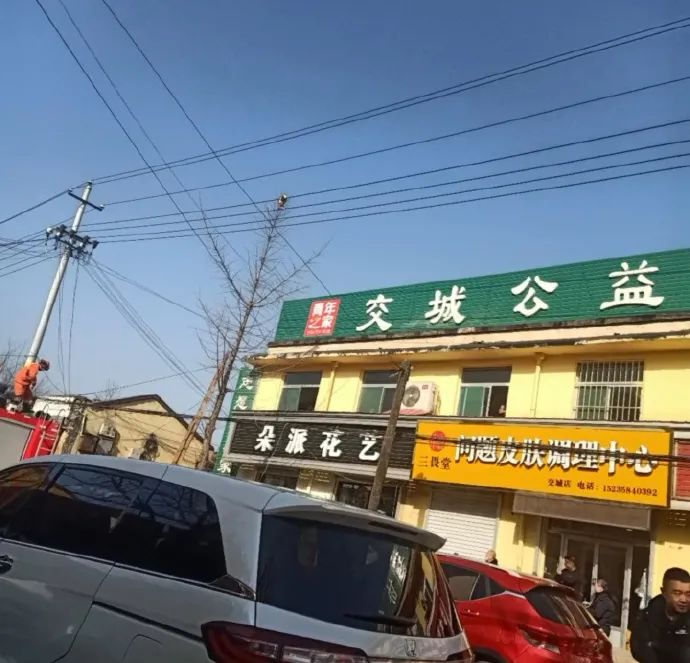 青年
之家
交城公益
朵派花艺
三畏堂
问题皮肤调理中心
交城店 电话:15235840392